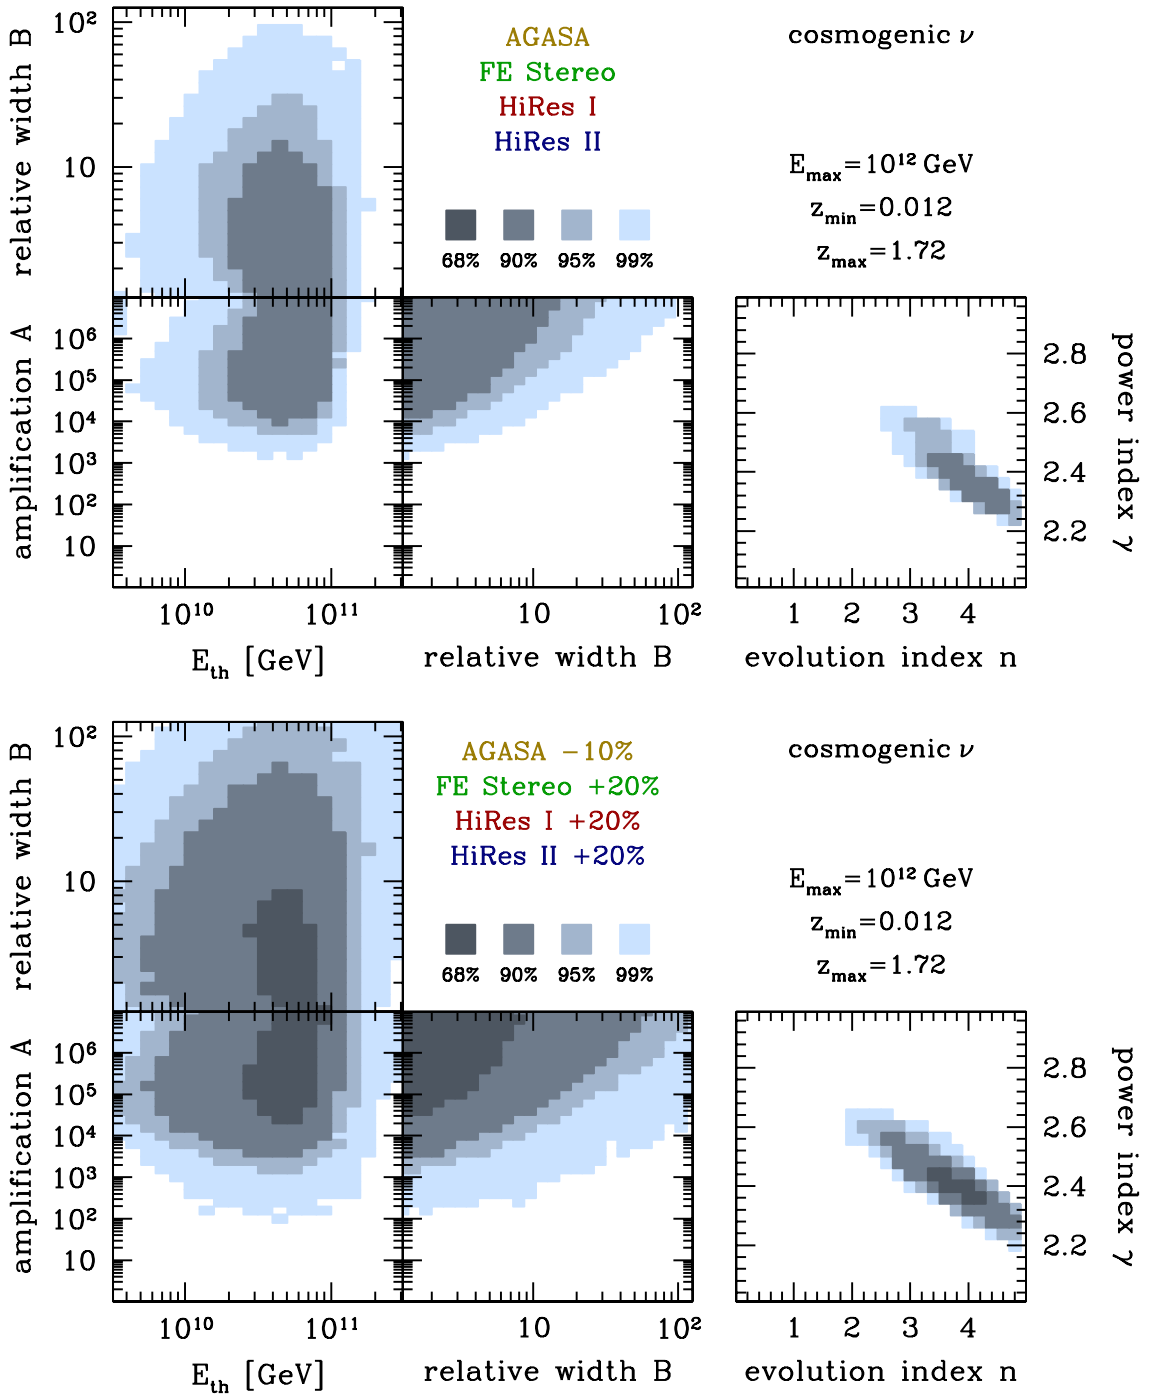 AGASA
FE Stereo
HiRes I
HiRes II
68% 90% 95% 99%
cosmogenic ν
E_max=10¹² GeV
z_min=0.012
z_max=1.72
relative width B
10²
10
amplification A
10⁶
10⁵
10⁴
10³
10²
10
10¹⁰ 10¹¹
E_th [GeV]
10 10²
relative width B
2.8
2.6
2.4
2.2
power index γ
1 2 3 4
evolution index n
AGASA −10%
FE Stereo +20%
HiRes I +20%
HiRes II +20%
68% 90% 95% 99%
cosmogenic ν
E_max=10¹² GeV
z_min=0.012
z_max=1.72
relative width B
10²
10
amplification A
10⁶
10⁵
10⁴
10³
10²
10
10¹⁰ 10¹¹
E_th [GeV]
10 10²
relative width B
2.8
2.6
2.4
2.2
power index γ
1 2 3 4
evolution index n